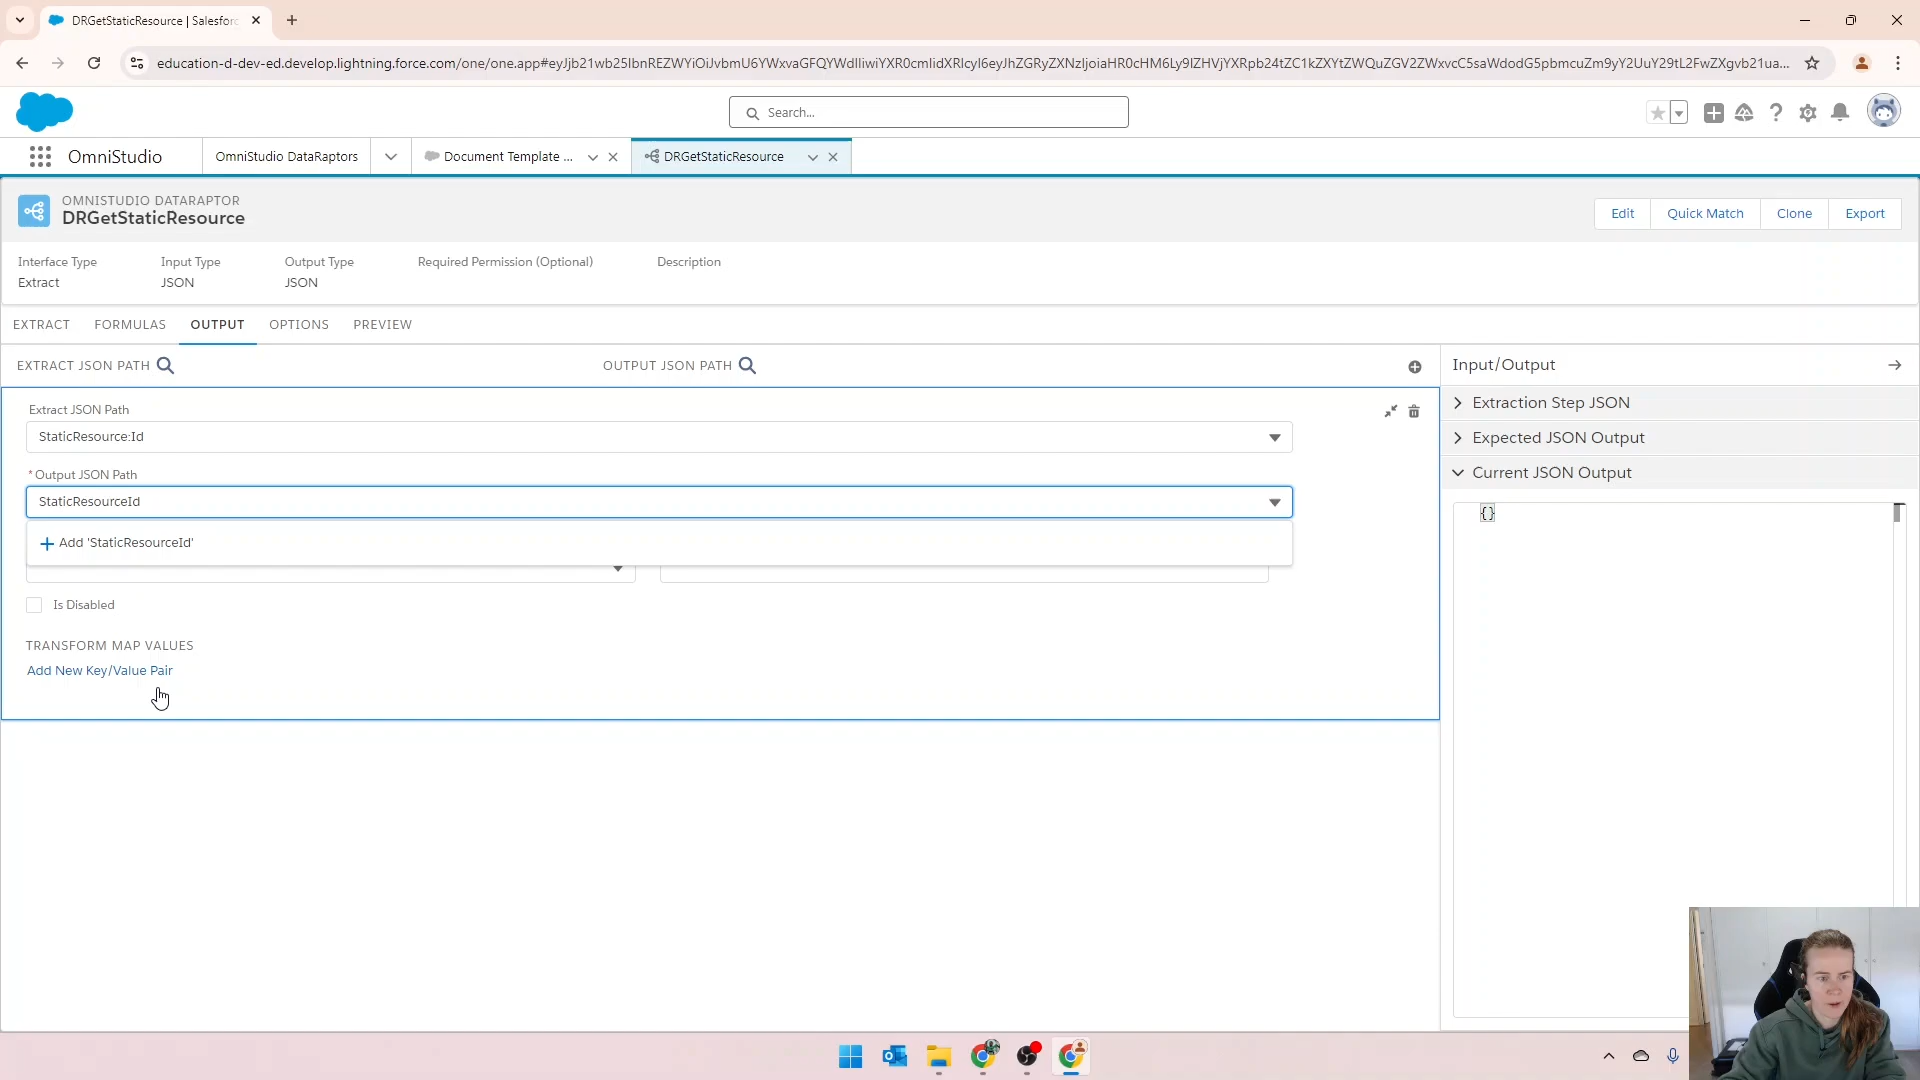 DRGetStaticResource | Salesforc
education-d-dev-ed.develop.lightning.force.com/one/one.app#eyJjb21wb25lbnREZWYiOiJvbmU6YWxvaGFQYWdlIiwiYXR0cmlidXRlcyI6eyJhZGRyZXNzIjoiaHR0cHM6Ly9lZHVjYXRpb24tZC1kZXYtZWQuZGV2ZWxvcC5saWdodG5pbmcuZm9yY2UuY29tL2FwZXgvb21ua...
Search...
OmniStudio
OmniStudio DataRaptors
Document Template ...
DRGetStaticResource
OMNISTUDIO DATARAPTOR
DRGetStaticResource
Edit
Quick Match
Clone
Export
Interface Type
Input Type
Output Type
Required Permission (Optional)
Description
Extract
JSON
JSON
EXTRACT
FORMULAS
OUTPUT
OPTIONS
PREVIEW
EXTRACT JSON PATH
OUTPUT JSON PATH
Input/Output
Extract JSON Path
StaticResource:Id
* Output JSON Path
StaticResourceId
+ Add 'StaticResourceId'
Is Disabled
TRANSFORM MAP VALUES
Add New Key/Value Pair
Extraction Step JSON
Expected JSON Output
Current JSON Output
{}